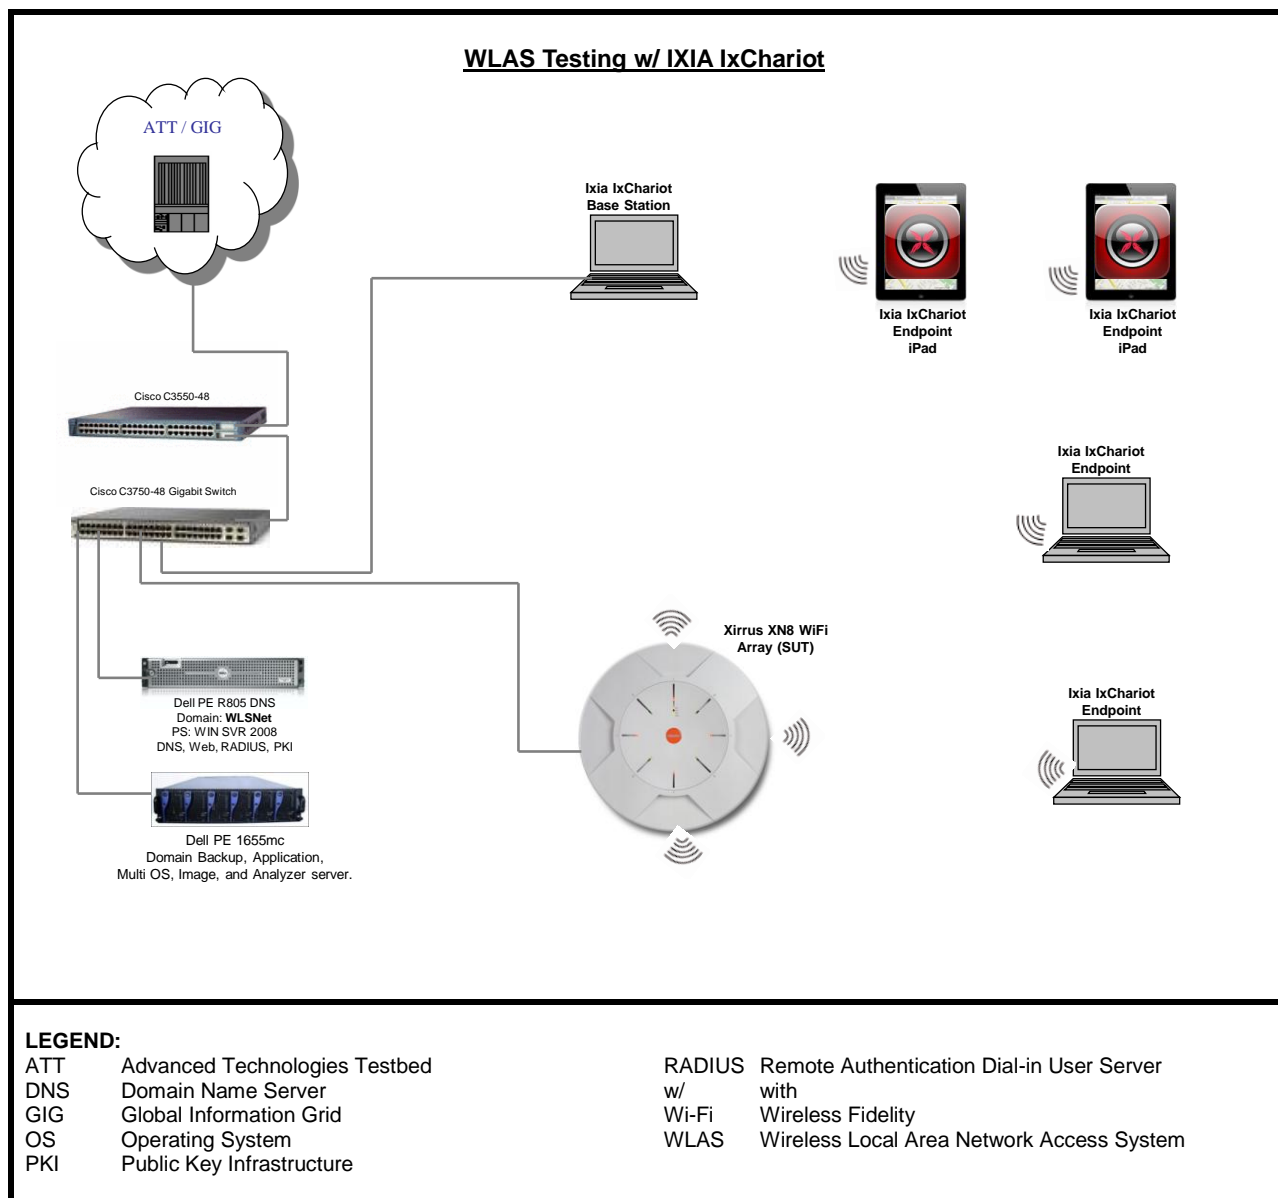 WLAS Testing w/ IXIA IxChariot
ATT / GIG
Ixia IxChariot
Base Station
Ixia IxChariot
Endpoint
iPad
Ixia IxChariot
Endpoint
iPad
Cisco C3550-48
Ixia IxChariot
Endpoint
Cisco C3750-48 Gigabit Switch
Xirrus XN8 WiFi
Array (SUT)
Dell PE R805 DNS
Domain: WLSNet
PS: WIN SVR 2008
DNS, Web, RADIUS, PKI
Ixia IxChariot
Endpoint
Dell PE 1655mc
Domain Backup, Application,
Multi OS, Image, and Analyzer server.
LEGEND:
ATT Advanced Technologies Testbed
DNS Domain Name Server
GIG Global Information Grid
OS Operating System
PKI Public Key Infrastructure
RADIUS Remote Authentication Dial-in User Server
w/ with
Wi-Fi Wireless Fidelity
WLAS Wireless Local Area Network Access System